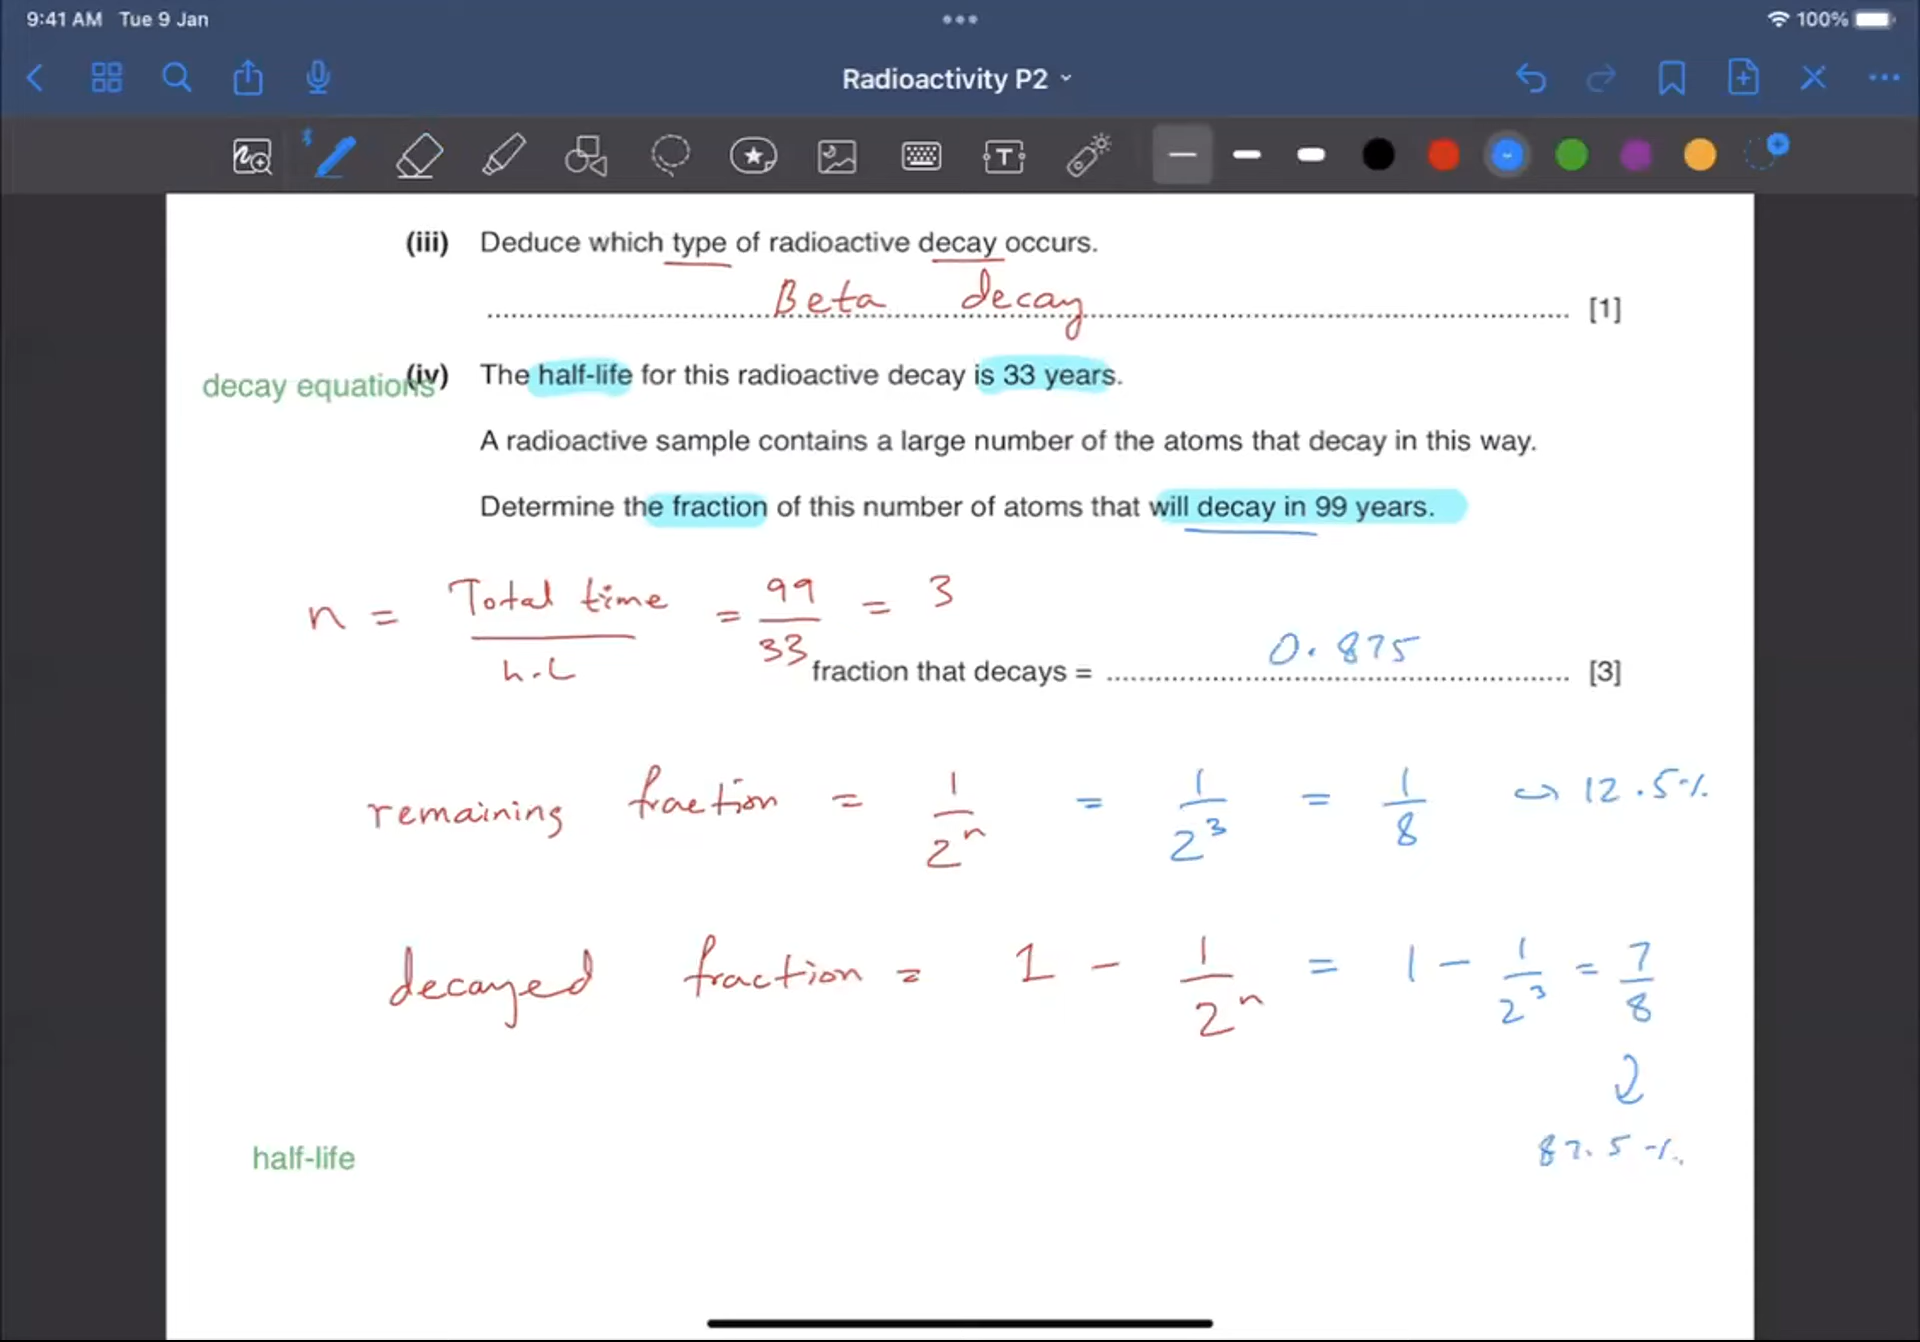 9:41 AM Tue 9 Jan
100%
Radioactivity P2
(iii) Deduce which type of radioactive decay occurs.
Beta decay [1]
decay equations
(iv) The half-life for this radioactive decay is 33 years.
A radioactive sample contains a large number of the atoms that decay in this way.
Determine the fraction of this number of atoms that will decay in 99 years.
n = Total time / h.L = 99/33 = 3
fraction that decays = 0.875 [3]
remaining fraction = 1/2^n = 1/2^3 = 1/8 → 12.5%
decayed fraction = 1 - 1/2^n = 1 - 1/2^3 = 7/8
87.5%
half-life